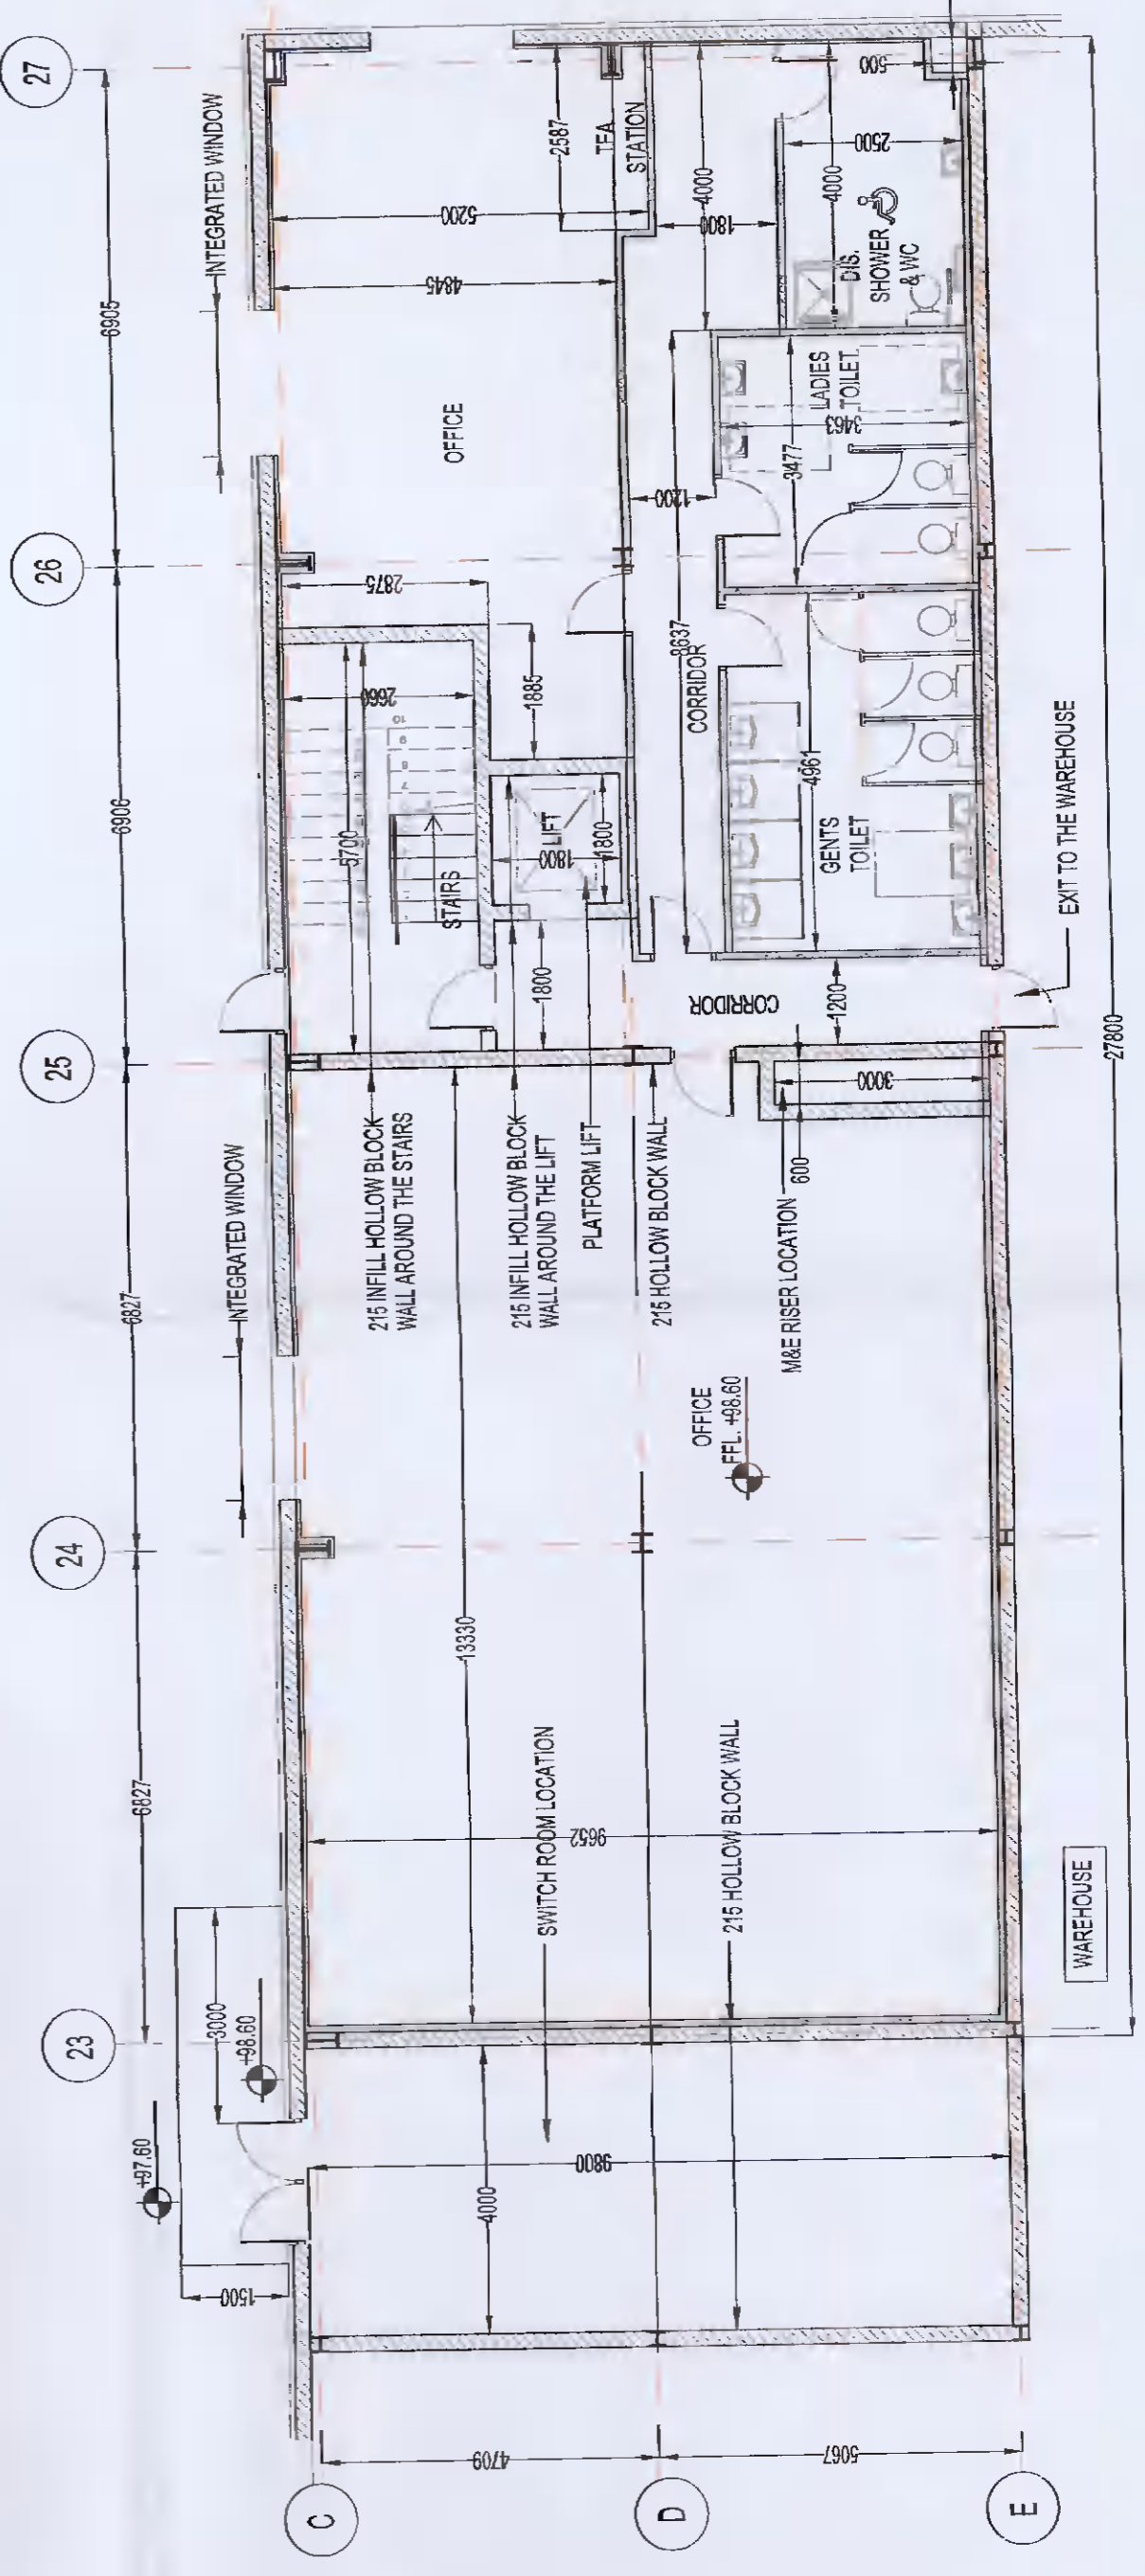 27
26
25
24
23
6905
6906
6827
6827
INTEGRATED WINDOW
INTEGRATED WINDOW
+97.60
3000
+98.60
1500
5200
4845
2587
TEA
STATION
OFFICE
2875
2660
5700
10
9
8
7
STAIRS
1885
LIFT
1800
1800
1800
4000
1800
4000
2500
500
DIS.
SHOWER
& WC
LADIES
TOILET
3463
3477
1200
8637
CORRIDOR
4961
GENTS
TOILET
CORRIDOR
1200
EXIT TO THE WAREHOUSE
215 INFILL HOLLOW BLOCK
WALL AROUND THE STAIRS
215 INFILL HOLLOW BLOCK
WALL AROUND THE LIFT
PLATFORM LIFT
215 HOLLOW BLOCK WALL
3000
600
M&E RISER LOCATION
OFFICE
FFL. +98.60
13330
9652
SWITCH ROOM LOCATION
215 HOLLOW BLOCK WALL
9800
4000
27800
WAREHOUSE
4709
5067
C
D
E